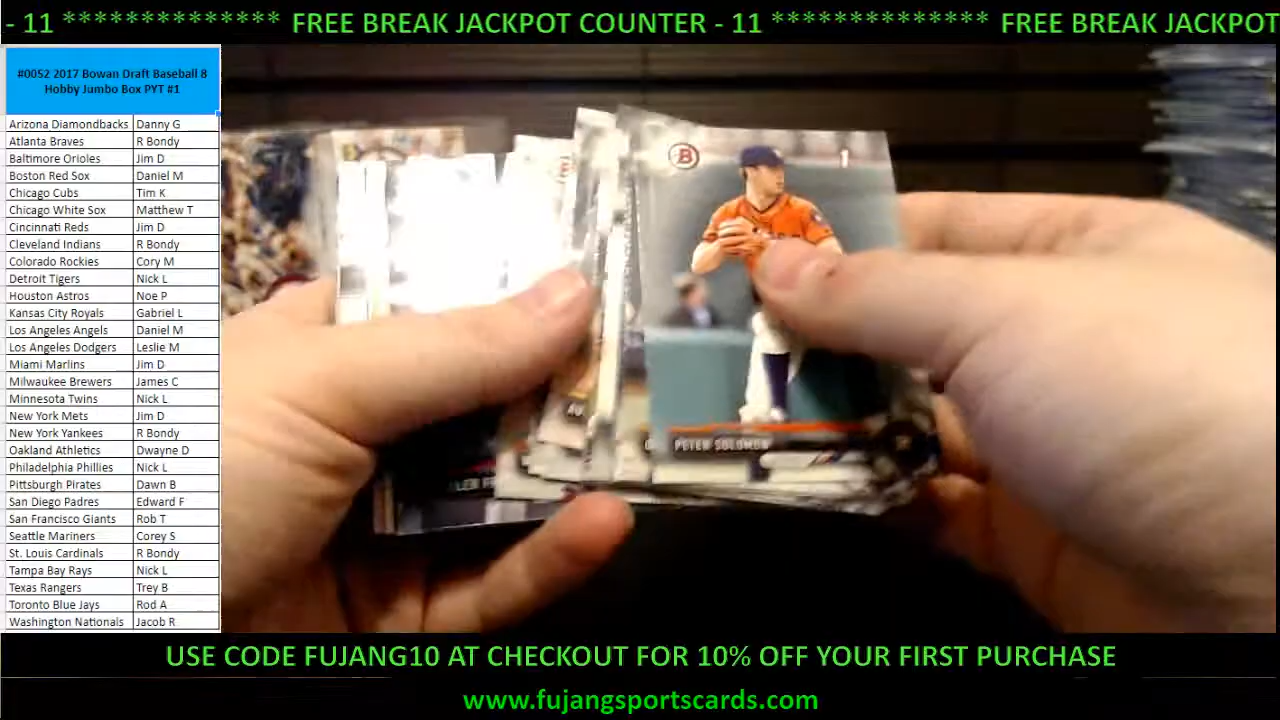 - 11 ************** FREE BREAK JACKPOT COUNTER - 11 ************** FREE BREAK JACKPOT
#0052 2017 Bowan Draft Baseball 8
Hobby Jumbo Box PYT #1
Arizona Diamondbacks Danny G
Atlanta Braves R Bondy
Baltimore Orioles Jim D
Boston Red Sox Daniel M
Chicago Cubs Tim K
Chicago White Sox Matthew T
Cincinnati Reds Jim D
Cleveland Indians R Bondy
Colorado Rockies Cory M
Detroit Tigers Nick L
Houston Astros Noe P
Kansas City Royals Gabriel L
Los Angeles Angels Daniel M
Los Angeles Dodgers Leslie M
Miami Marlins Jim D
Milwaukee Brewers James C
Minnesota Twins Nick L
New York Mets Jim D
New York Yankees R Bondy
Oakland Athletics Dwayne D
Philadelphia Phillies Nick L
Pittsburgh Pirates Dawn B
San Diego Padres Edward F
San Francisco Giants Rob T
Seattle Mariners Corey S
St. Louis Cardinals R Bondy
Tampa Bay Rays Nick L
Texas Rangers Trey B
Toronto Blue Jays Rod A
Washington Nationals Jacob R
B
PETER SOLOMON
USE CODE FUJANG10 AT CHECKOUT FOR 10% OFF YOUR FIRST PURCHASE
www.fujangsportscards.com